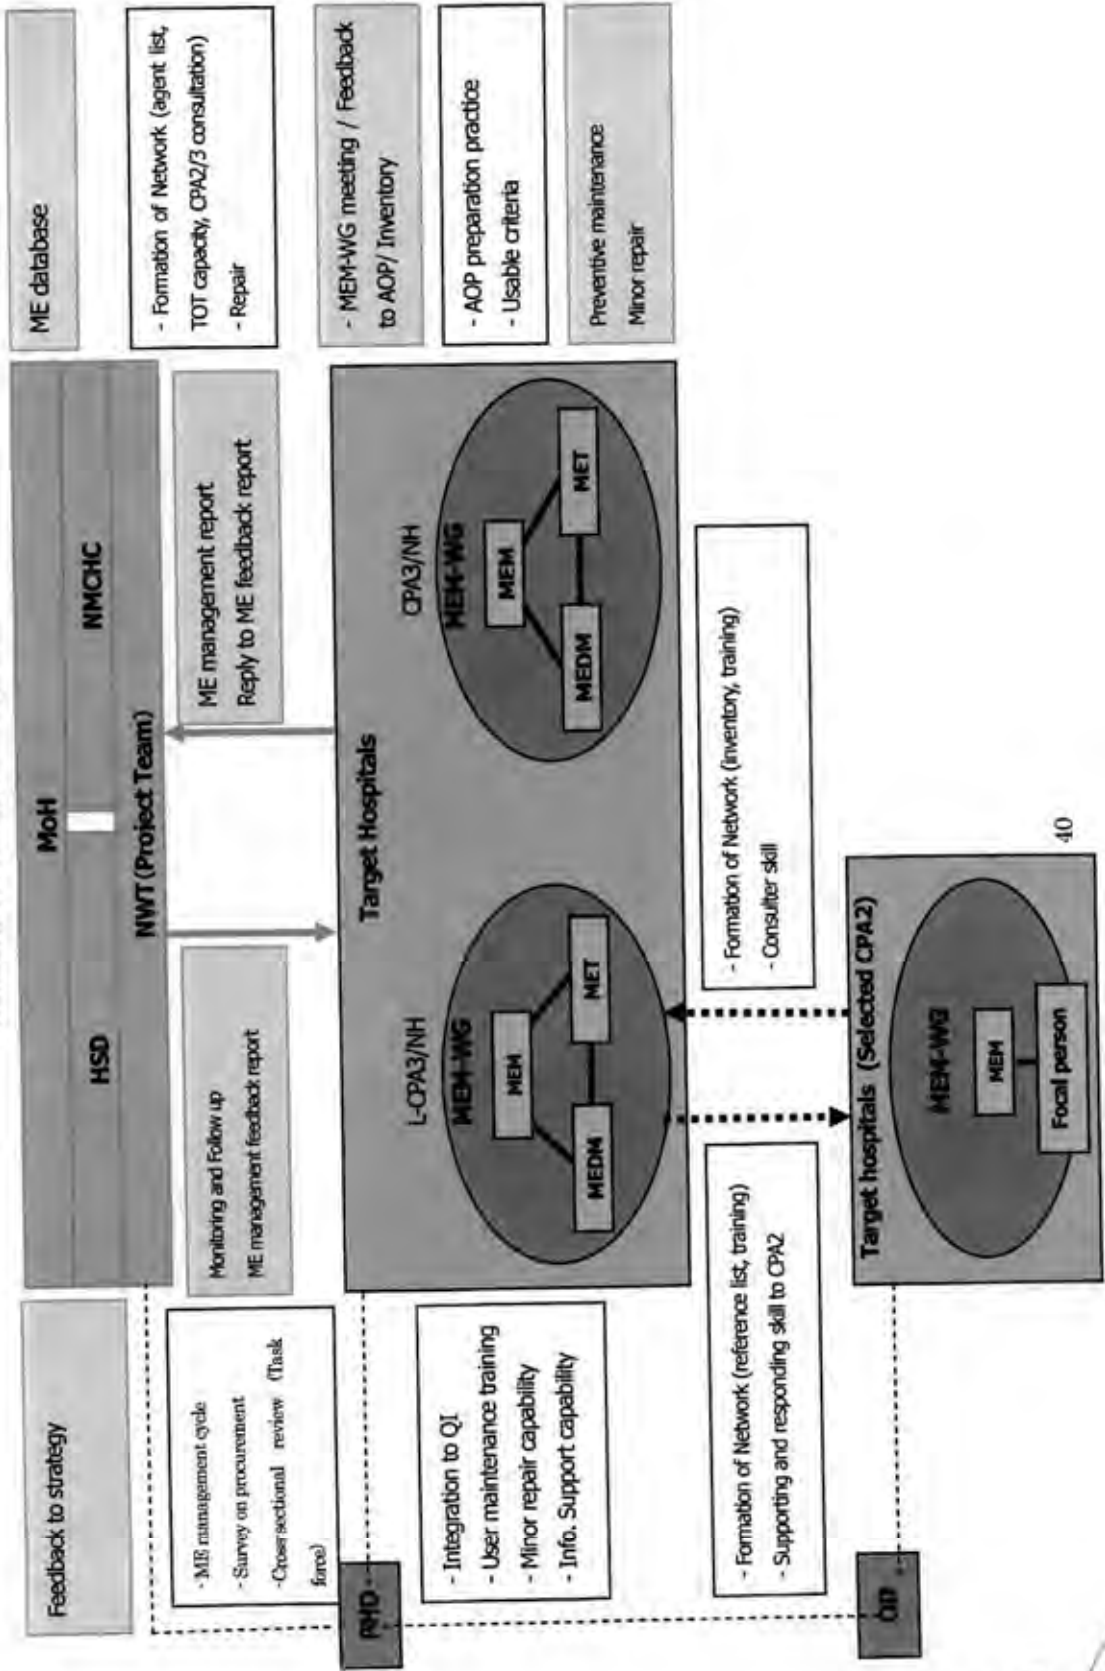 Feedback to strategy
MoH
HSD
NMCHC
NWT (Project Team)
ME database
- ME management cycle
- Survey on procurement
-Crosersectional review (Task
force)
Monitoring and Follow up
ME management feedback report
ME management report
Reply to ME feedback report
- Formation of Network (agent list,
TOT capacity, CPA2/3 consultation)
- Repair
PHD
- Integration to QI
- User maintenance training
- Minor repair capability
- Info. Support capability
Target Hospitals
L-CPA3/NH
MEM-WG
MEM
MEDM
MET
CPA3/NH
MEM-WG
MEM
MEDM
MET
- MEM-WG meeting / Feedback
to AOP/ Inventory
- AOP preparation practice
- Usable criteria
Preventive maintenance
Minor repair
- Formation of Network (reference list, training)
- Supporting and responding skill to CPA2
- Formation of Network (inventory, training)
- Consulter skill
OD
Target hospitals (Selected CPA2)
MEM-WG
MEM
Focal person
40